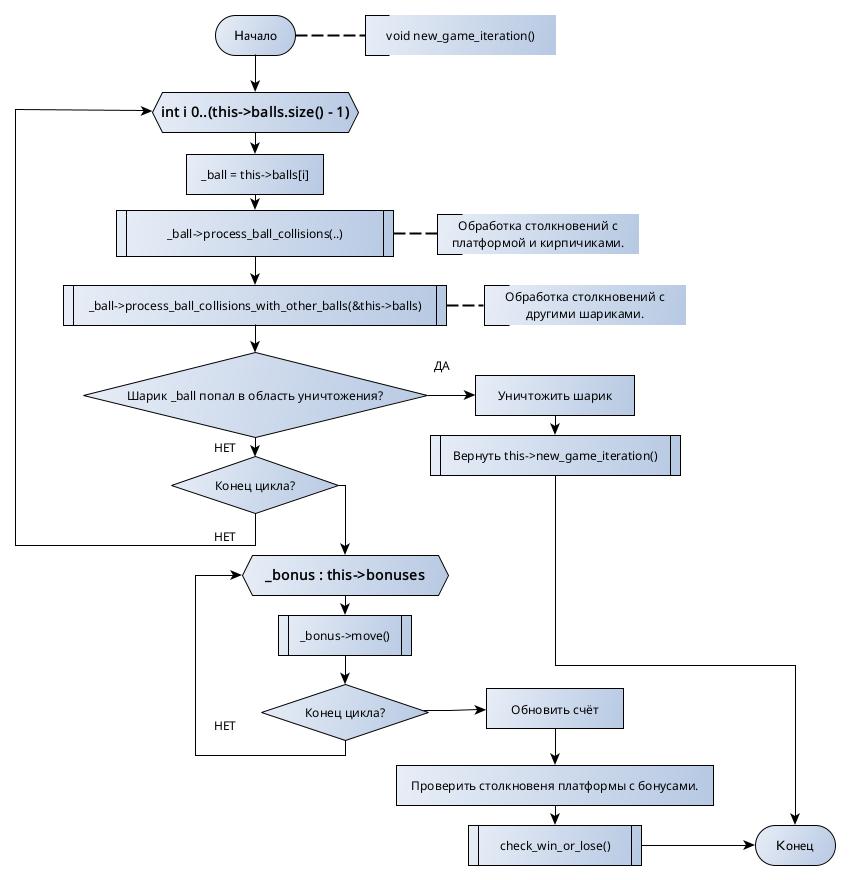 Начало
void new_game_iteration()
int i 0..(this->balls.size() - 1)
_ball = this->balls[i]
_ball->process_ball_collisions(..)
Обработка столкновений с
платформой и кирпичиками.
_ball->process_ball_collisions_with_other_balls(&this->balls)
Обработка столкновений с
другими шариками.
ДА
Шарик _ball попал в область уничтожения?
Уничтожить шарик
НЕТ
Вернуть this->new_game_iteration()
Конец цикла?
НЕТ
_bonus : this->bonuses
_bonus->move()
Конец цикла?
Обновить счёт
НЕТ
Проверить столкновеня платформы с бонусами.
check_win_or_lose()
Конец